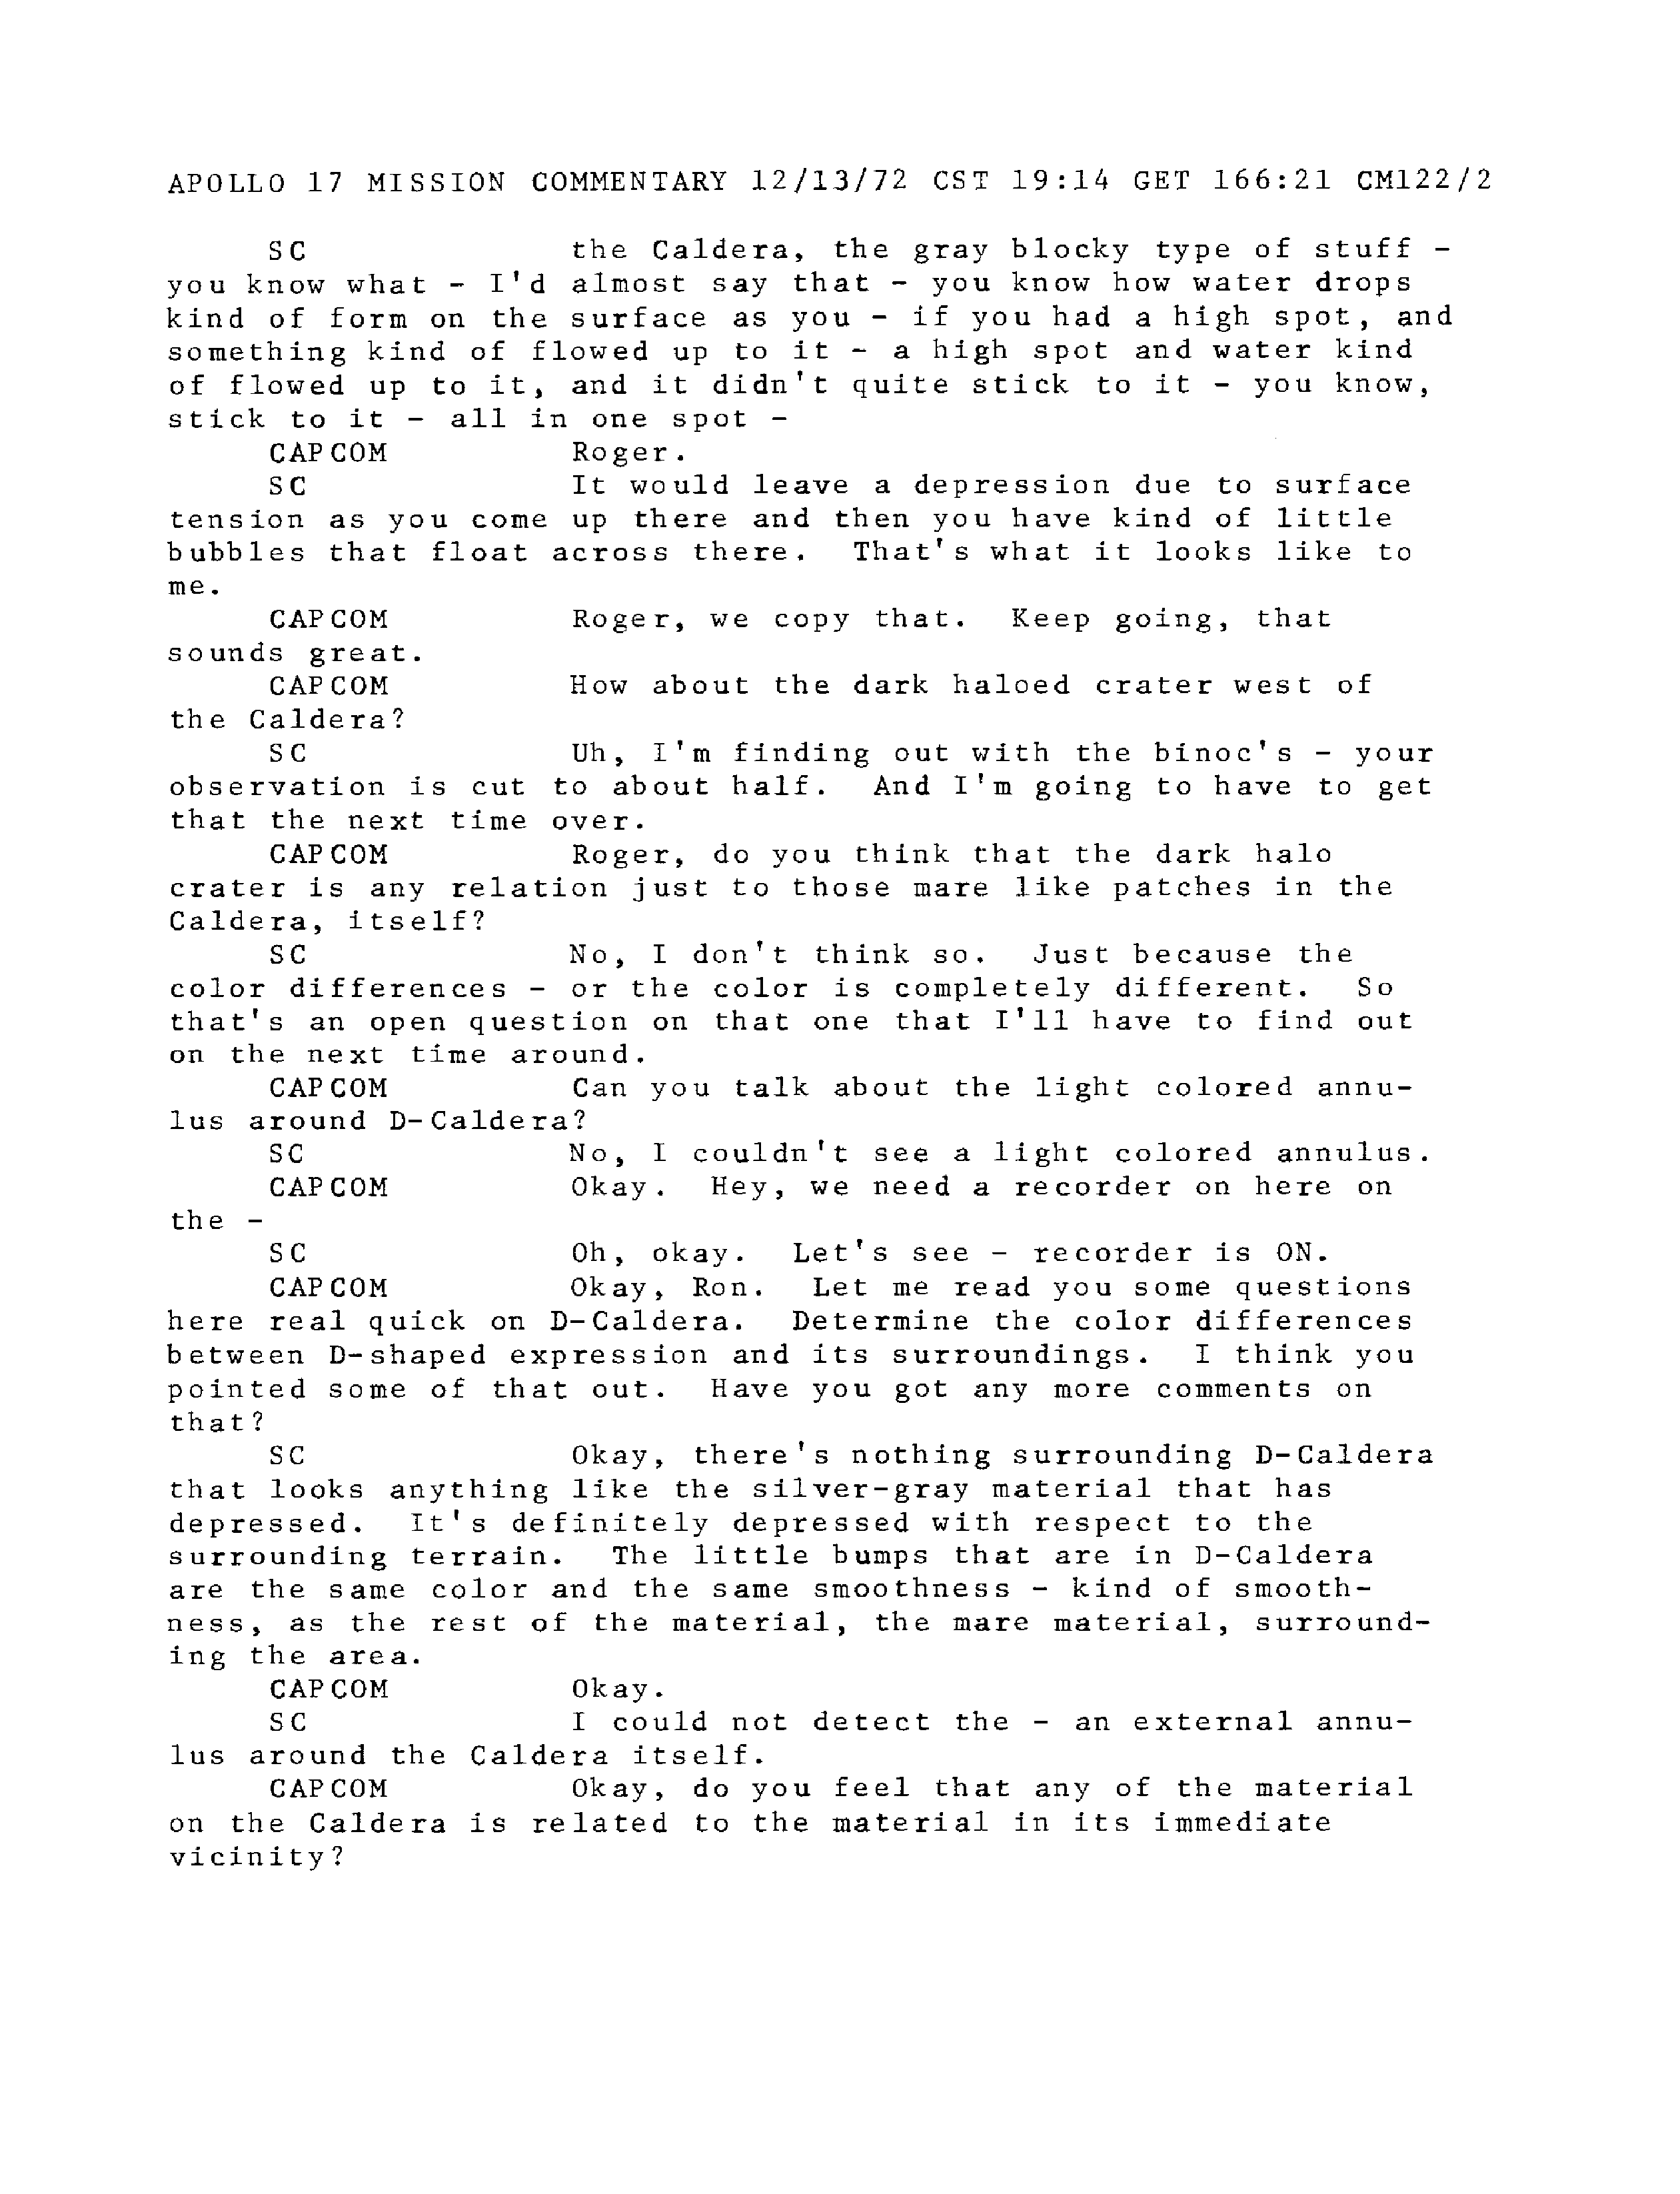 APOLLO 17 MISSION COMMENTARY 12/13/72 CST 19:14 GET 166:21 CM122/2
SC the Caldera, the gray blocky type of stuff -
you know what - I'd almost say that - you know how water drops
kind of form on the surface as you - if you had a high spot, and
something kind of flowed up to it - a high spot and water kind
of flowed up to it, and it didn't quite stick to it - you know,
stick to it - all in one spot -
CAPCOM Roger.
SC It would leave a depression due to surface
tension as you come up there and then you have kind of little
bubbles that float across there. That's what it looks like to
me.
CAPCOM Roger, we copy that. Keep going, that
sounds great.
CAPCOM How about the dark haloed crater west of
the Caldera?
SC Uh, I'm finding out with the binoc's - your
observation is cut to about half. And I'm going to have to get
that the next time over.
CAPCOM Roger, do you think that the dark halo
crater is any relation just to those mare like patches in the
Caldera, itself?
SC No, I don't think so. Just because the
color differences - or the color is completely different. So
that's an open question on that one that I'll have to find out
on the next time around.
CAPCOM Can you talk about the light colored annu-
lus around D-Caldera?
SC No, I couldn't see a light colored annulus.
CAPCOM Okay. Hey, we need a recorder on here on
the -
SC Oh, okay. Let's see - recorder is ON.
CAPCOM Okay, Ron. Let me read you some questions
here real quick on D-Caldera. Determine the color differences
between D-shaped expression and its surroundings. I think you
pointed some of that out. Have you got any more comments on
that?
SC Okay, there's nothing surrounding D-Caldera
that looks anything like the silver-gray material that has
depressed. It's definitely depressed with respect to the
surrounding terrain. The little bumps that are in D-Caldera
are the same color and the same smoothness - kind of smooth-
ness, as the rest of the material, the mare material, surround-
ing the area.
CAPCOM Okay.
SC I could not detect the - an external annu-
lus around the Caldera itself.
CAPCOM Okay, do you feel that any of the material
on the Caldera is related to the material in its immediate
vicinity?